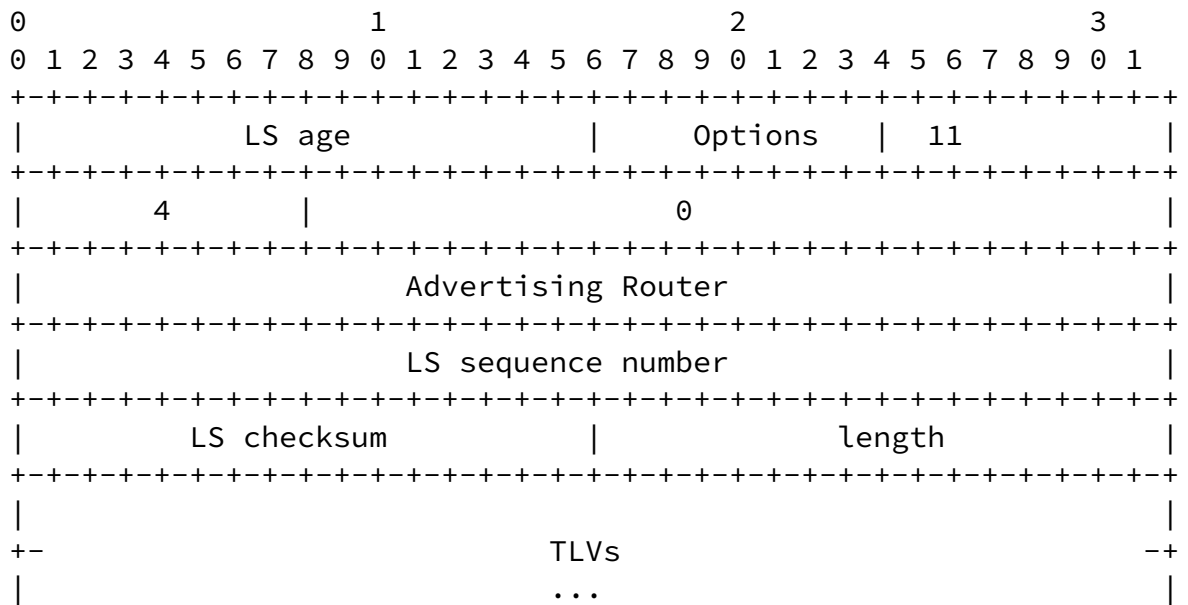 0                   1                   2                   3
0 1 2 3 4 5 6 7 8 9 0 1 2 3 4 5 6 7 8 9 0 1 2 3 4 5 6 7 8 9 0 1
+-+-+-+-+-+-+-+-+-+-+-+-+-+-+-+-+-+-+-+-+-+-+-+-+-+-+-+-+-+-+-+-+
|            LS age             |     Options   |  11           |
+-+-+-+-+-+-+-+-+-+-+-+-+-+-+-+-+-+-+-+-+-+-+-+-+-+-+-+-+-+-+-+-+
|       4       |                    0                          |
+-+-+-+-+-+-+-+-+-+-+-+-+-+-+-+-+-+-+-+-+-+-+-+-+-+-+-+-+-+-+-+-+
|                     Advertising Router                        |
+-+-+-+-+-+-+-+-+-+-+-+-+-+-+-+-+-+-+-+-+-+-+-+-+-+-+-+-+-+-+-+-+
|                     LS sequence number                        |
+-+-+-+-+-+-+-+-+-+-+-+-+-+-+-+-+-+-+-+-+-+-+-+-+-+-+-+-+-+-+-+-+
|         LS checksum           |             length            |
+-+-+-+-+-+-+-+-+-+-+-+-+-+-+-+-+-+-+-+-+-+-+-+-+-+-+-+-+-+-+-+-+
|                                                               |
+-                            TLVs                             -+
|                             ...                               |